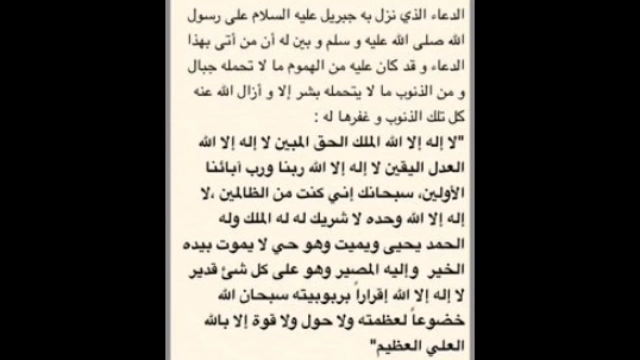 الدعاء الذي نزل به جبريل عليه السلام على رسول
الله صلى الله عليه و سلم و بين له أن من أتى بهذا
الدعاء و قد كان عليه من الهموم ما لا تحمله جبال
و من الذنوب ما لا يتحمله بشر إلا و أزال الله عنه
كل تلك الذنوب و غفرها له :
"لا إله إلا الله الملك الحق المبين لا إله إلا الله
العدل اليقين لا إله إلا الله ربنا ورب أبائنا
الأولين، سبحانك إني كنت من الظالمين ،لا
إله إلا الله وحده لا شريك له له الملك وله
الحمد يحيى ويميت وهو حي لا يموت بيده
الخير وإليه المصير وهو على كل شئ قدير
لا إله إلا الله إقراراً بربوبيته سبحان الله
خضوعاً لعظمته ولا حول ولا قوة إلا بالله
العلي العظيم"